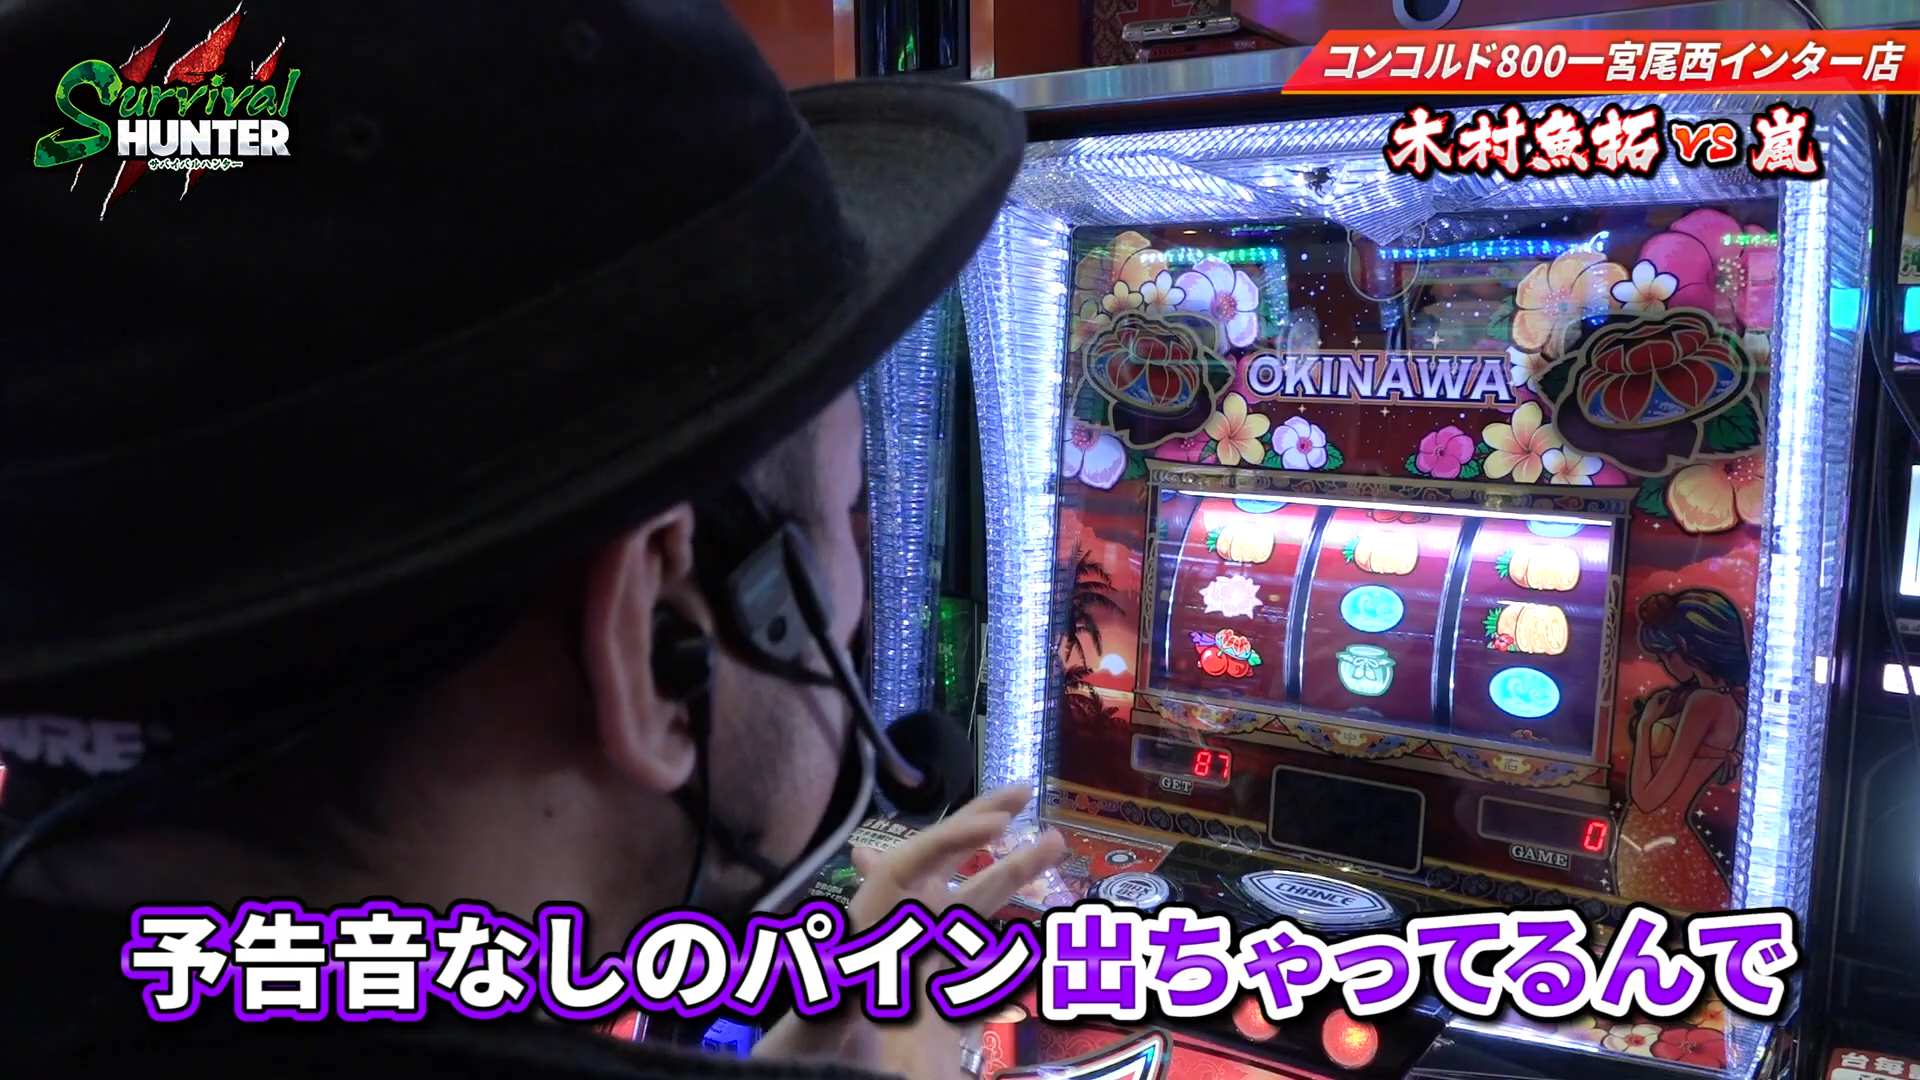 Survival
HUNTER
サバイバルハンター
コンコルド800一宮尾西インター店
木村魚拓 vs 嵐
OKINAWA
87
GET
0
GAME
MAX
BET
CHANCE
予告音なしのパイン 出ちゃってるんで